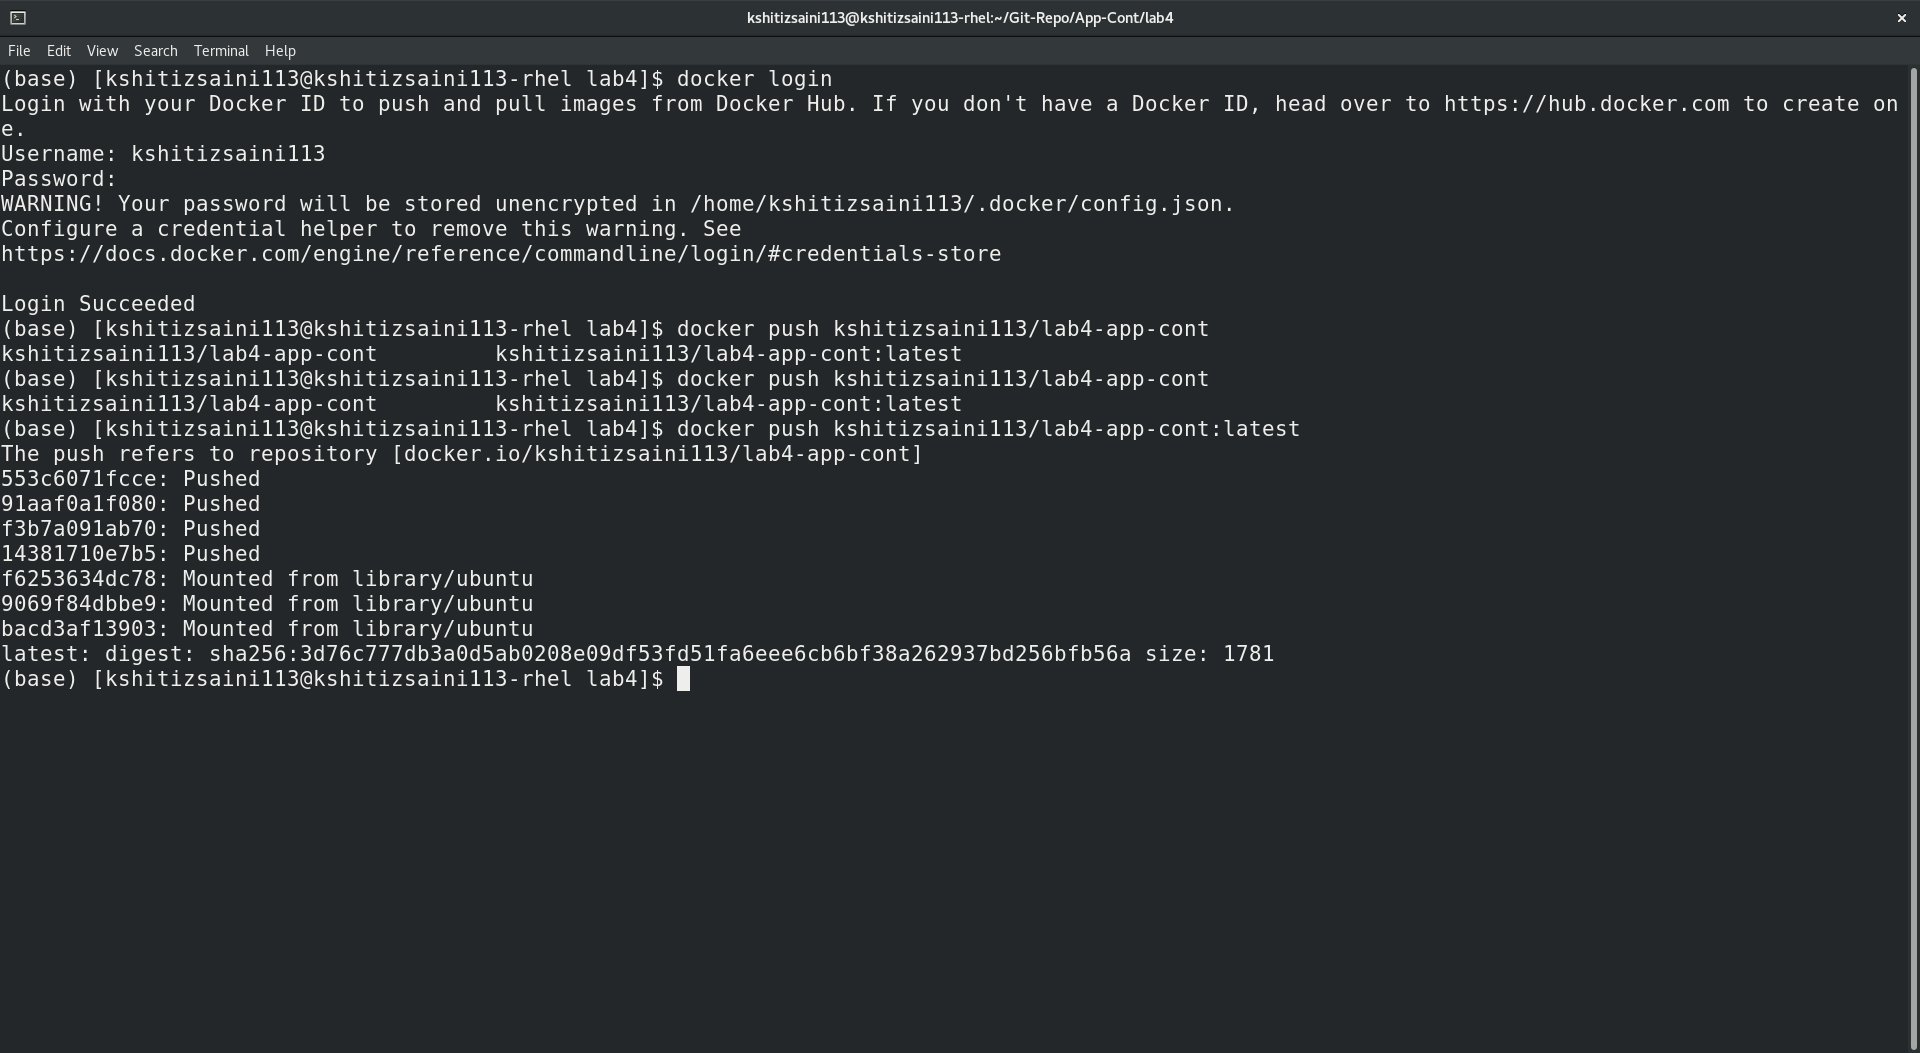 kshitizsaini113@kshitizsaini113-rhel:~/Git-Repo/App-Cont/lab4
File Edit View Search Terminal Help
(base) [kshitizsaini113@kshitizsaini113-rhel lab4]$ docker login
Login with your Docker ID to push and pull images from Docker Hub. If you don't have a Docker ID, head over to https://hub.docker.com to create on
e.
Username: kshitizsaini113
Password:
WARNING! Your password will be stored unencrypted in /home/kshitizsaini113/.docker/config.json.
Configure a credential helper to remove this warning. See
https://docs.docker.com/engine/reference/commandline/login/#credentials-store

Login Succeeded
(base) [kshitizsaini113@kshitizsaini113-rhel lab4]$ docker push kshitizsaini113/lab4-app-cont
kshitizsaini113/lab4-app-cont         kshitizsaini113/lab4-app-cont:latest
(base) [kshitizsaini113@kshitizsaini113-rhel lab4]$ docker push kshitizsaini113/lab4-app-cont
kshitizsaini113/lab4-app-cont         kshitizsaini113/lab4-app-cont:latest
(base) [kshitizsaini113@kshitizsaini113-rhel lab4]$ docker push kshitizsaini113/lab4-app-cont:latest
The push refers to repository [docker.io/kshitizsaini113/lab4-app-cont]
553c6071fcce: Pushed
91aaf0a1f080: Pushed
f3b7a091ab70: Pushed
14381710e7b5: Pushed
f6253634dc78: Mounted from library/ubuntu
9069f84dbbe9: Mounted from library/ubuntu
bacd3af13903: Mounted from library/ubuntu
latest: digest: sha256:3d76c777db3a0d5ab0208e09df53fd51fa6eee6cb6bf38a262937bd256bfb56a size: 1781
(base) [kshitizsaini113@kshitizsaini113-rhel lab4]$